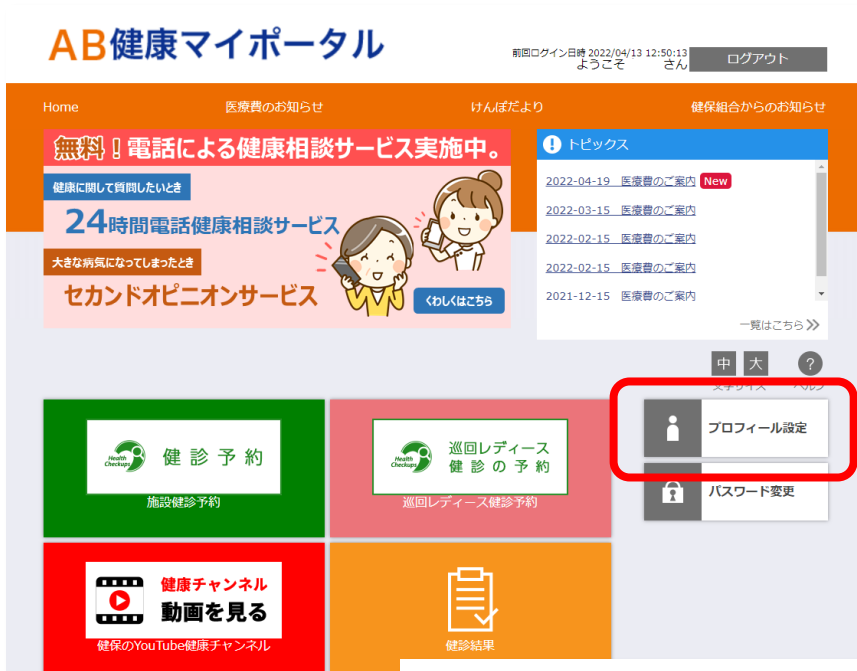 AB健康マイポータル
前回ログイン日時 2022/04/13 12:50:13
ようこそ さん
ログアウト
Home 医療費のお知らせ けんぽだより 健保組合からのお知らせ
無料！電話による健康相談サービス実施中。
健康に関して質問したいとき
24時間電話健康相談サービス
大きな病気になってしまったとき
セカンドオピニオンサービス
くわしくはこちら
! トピックス
2022-04-19 医療費のご案内 New
2022-03-15 医療費のご案内
2022-02-15 医療費のご案内
2022-02-15 医療費のご案内
2021-12-15 医療費のご案内
一覧はこちら
中 大 ?
文字サイズ ヘルプ
Health Checkups 健診予約
施設健診予約
Health Checkups 巡回レディース
健診の予約
巡回レディース健診予約
プロフィール設定
パスワード変更
健康チャンネル
動画を見る
健保のYouTube健康チャンネル
健診結果